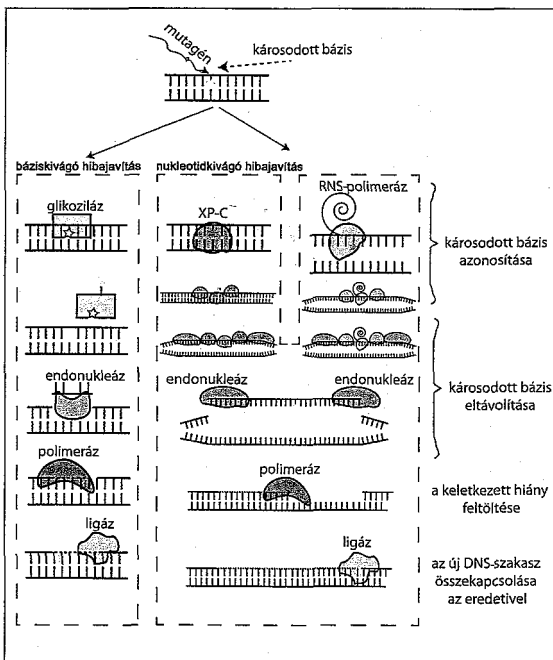 mutagén
károsodott bázis
báziskivágó hibajavítás
nukleotidkivágó hibajavítás
glikoziláz
XP-C
RNS-polimeráz
károsodott bázis
azonosítása
endonukleáz
endonukleáz
endonukleáz
károsodott bázis
eltávolítása
polimeráz
polimeráz
a keletkezett hiány
feltöltése
ligáz
ligáz
az új DNS-szakasz
összekapcsolása
az eredetivel